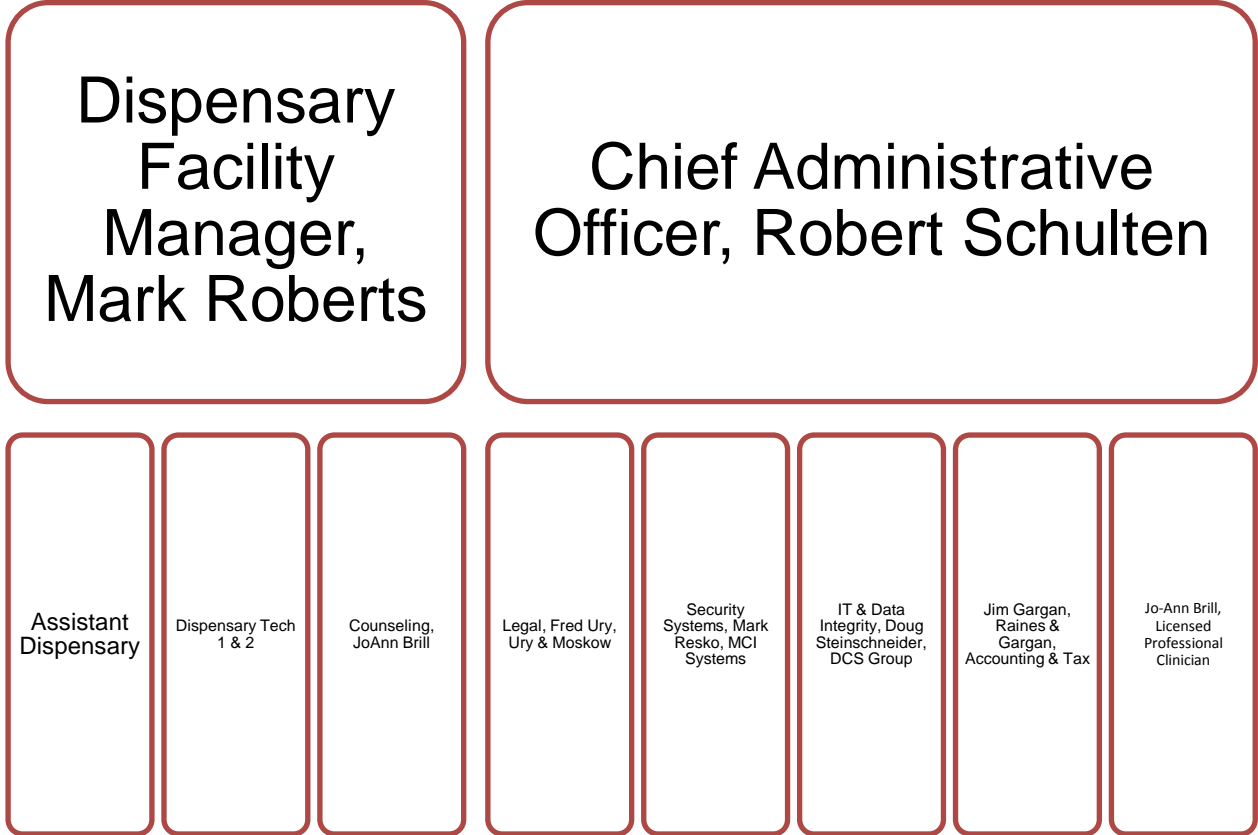 Dispensary
Facility
Manager,
Mark Roberts
Chief Administrative
Officer, Robert Schulten
Assistant
Dispensary
Dispensary Tech
1 & 2
Counseling,
JoAnn Brill
Legal, Fred Ury,
Ury & Moskow
Security
Systems, Mark
Resko, MCI
Systems
IT & Data
Integrity, Doug
Steinschneider,
DCS Group
Jim Gargan,
Raines &
Gargan,
Accounting & Tax
Jo-Ann Brill,
Licensed
Professional
Clinician